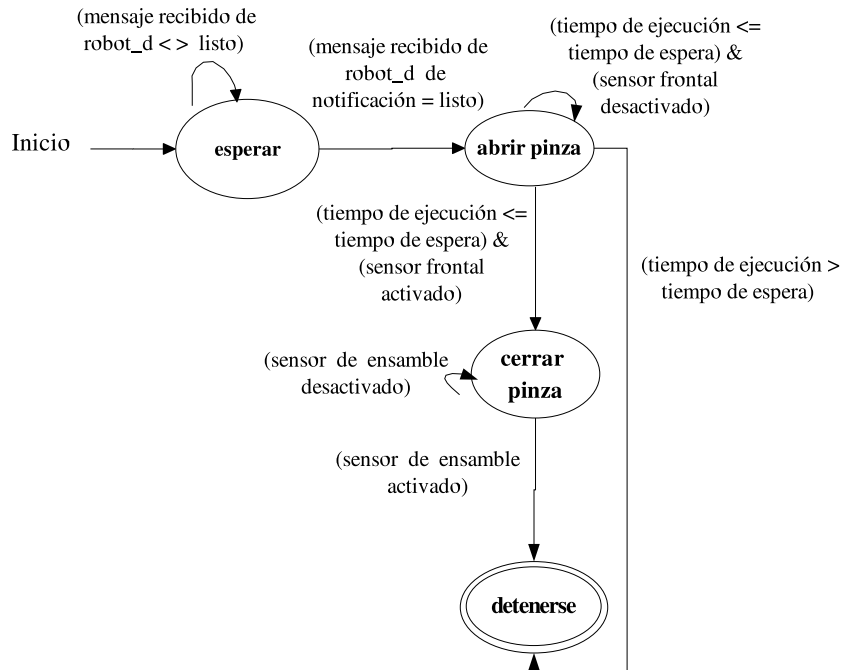 (mensaje recibido de
robot_d < > listo)
(mensaje recibido de
robot_d de
notificación = listo)
(tiempo de ejecución <=
tiempo de espera) &
(sensor frontal
desactivado)
Inicio
esperar
abrir pinza
(tiempo de ejecución <=
tiempo de espera) &
(sensor frontal
activado)
(tiempo de ejecución >
tiempo de espera)
cerrar
pinza
(sensor de ensamble
desactivado)
(sensor de ensamble
activado)
detenerse